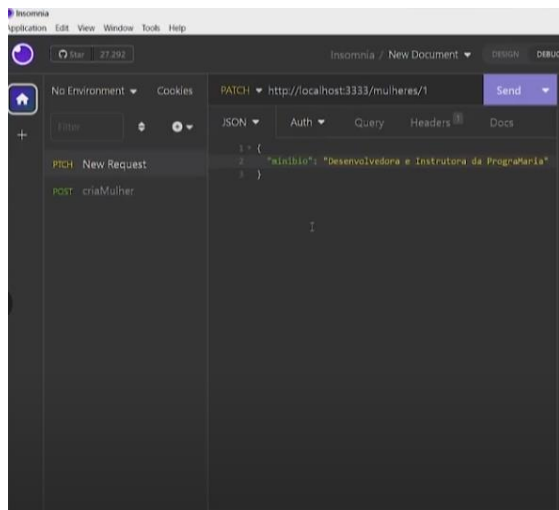 Insomnia
Application Edit View Window Tools Help
Star 27.292
Insomnia / New Document
DESIGN DEBUG
No Environment Cookies
PATCH http://localhost:3333/mulheres/1 Send
Filter
JSON Auth Query Headers 1 Docs
PTCH New Request
POST criaMulher
1 {
2 "minibio": "Desenvolvedora e Instrutora da PrograMaria"
3 }